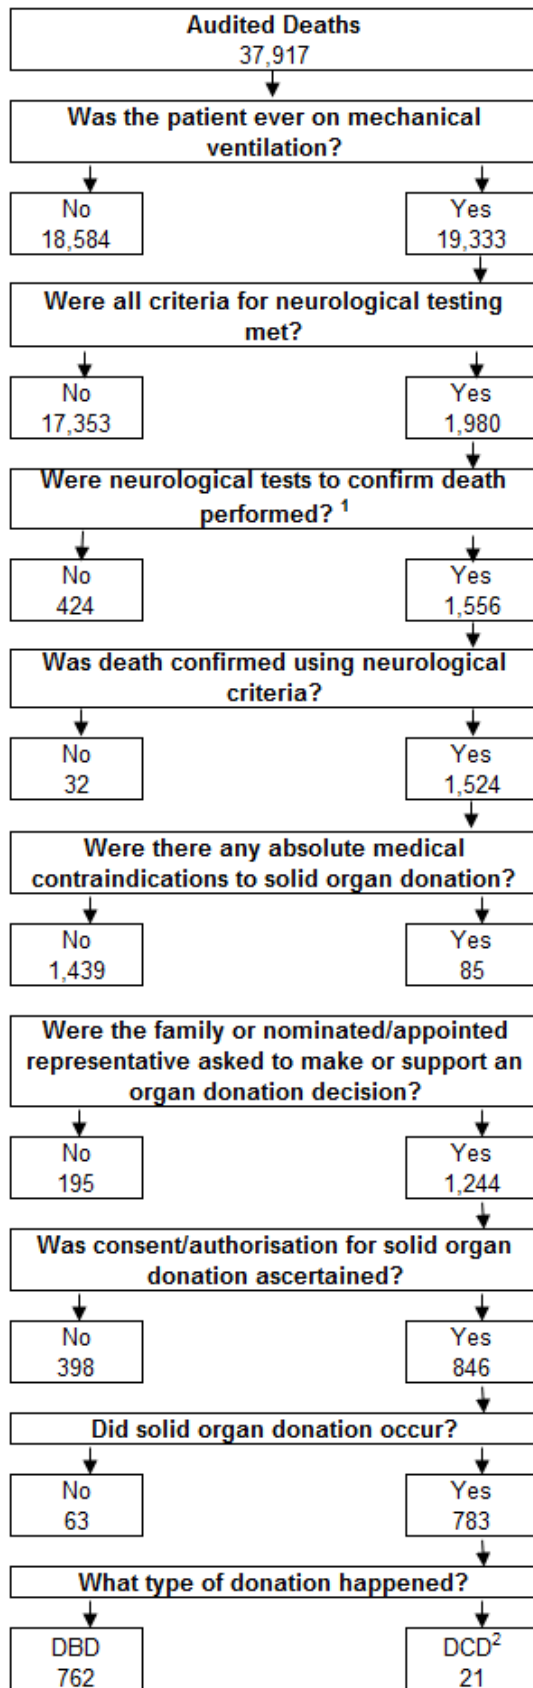 Audited Deaths
37,917
Was the patient ever on mechanical
ventilation?
No
18,584
Yes
19,333
Were all criteria for neurological testing
met?
No
17,353
Yes
1,980
Were neurological tests to confirm death
performed? ¹
No
424
Yes
1,556
Was death confirmed using neurological
criteria?
No
32
Yes
1,524
Were there any absolute medical
contraindications to solid organ donation?
No
1,439
Yes
85
Were the family or nominated/appointed
representative asked to make or support an
organ donation decision?
No
195
Yes
1,244
Was consent/authorisation for solid organ
donation ascertained?
No
398
Yes
846
Did solid organ donation occur?
No
63
Yes
783
What type of donation happened?
DBD
762
DCD²
21